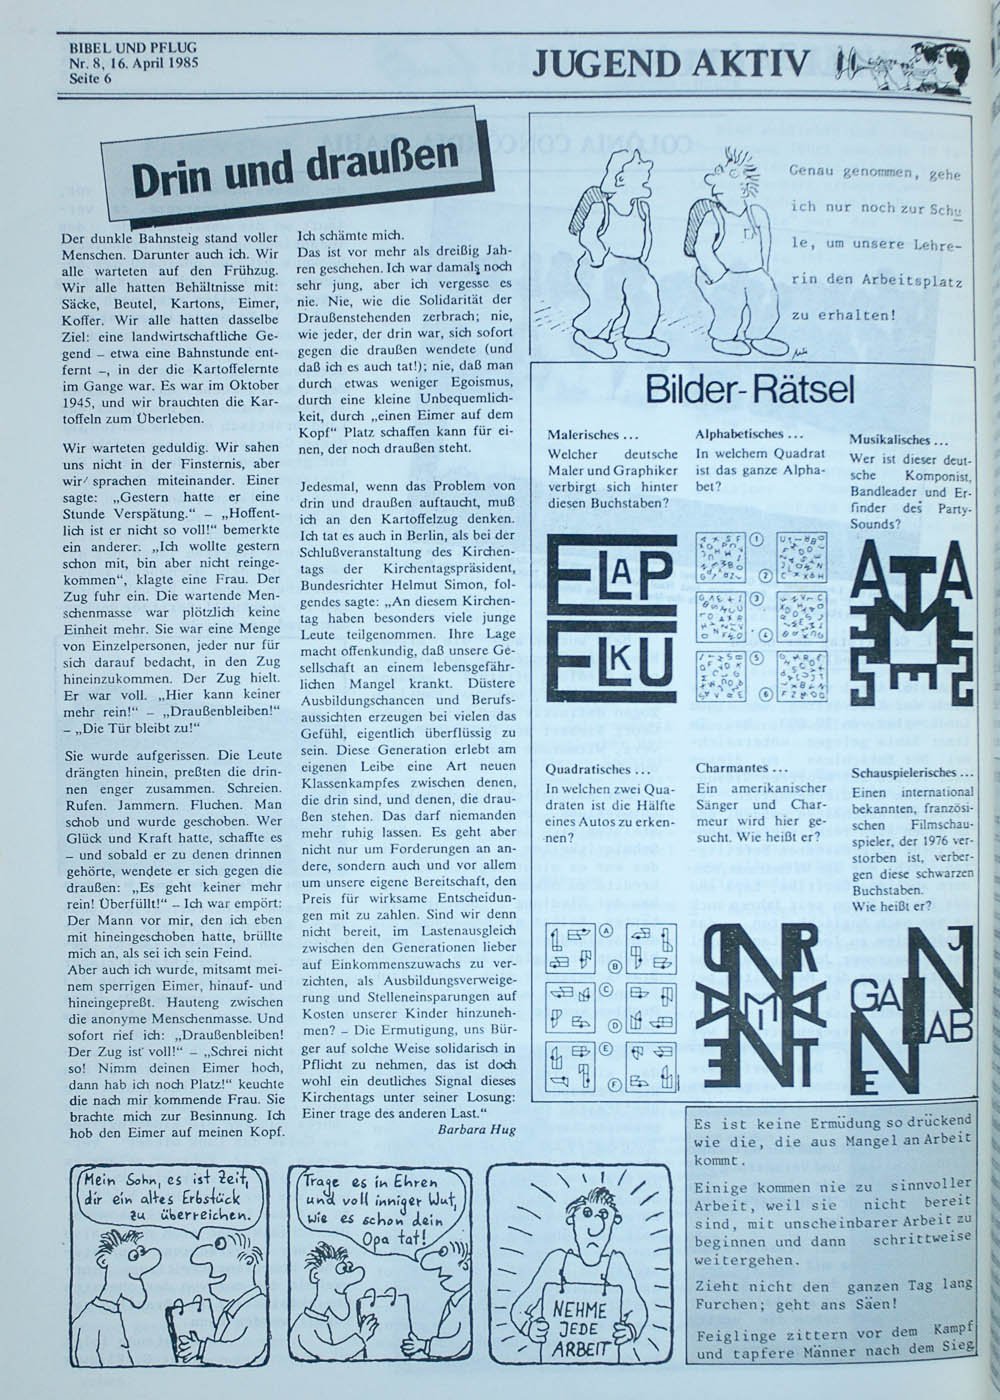 BIBEL UND PFLUG
Nr. 8, 16. April 1985
Seite 6
JUGEND AKTIV
Drin und draußen
Der dunkle Bahnsteig stand voller
Menschen. Darunter auch ich. Wir
alle warteten auf den Frühzug.
Wir alle hatten Behältnisse mit:
Säcke, Beutel, Kartons, Eimer,
Koffer. Wir alle hatten dasselbe
Ziel: eine landwirtschaftliche Ge-
gend – etwa eine Bahnstunde ent-
fernt –, in der die Kartoffelernte
im Gange war. Es war im Oktober
1945, und wir brauchten die Kar-
toffeln zum Überleben.
Wir warteten geduldig. Wir sahen
uns nicht in der Finsternis, aber
wir sprachen miteinander. Einer
sagte: „Gestern hatte er eine
Stunde Verspätung.“ – „Hoffent-
lich ist er nicht so voll!“ bemerkte
ein anderer. „Ich wollte gestern
schon mit, bin aber nicht reinge-
kommen“, klagte eine Frau. Der
Zug fuhr ein. Die wartende Men-
schenmasse war plötzlich keine
Einheit mehr. Sie war eine Menge
von Einzelpersonen, jeder nur für
sich darauf bedacht, in den Zug
hineinzukommen. Der Zug hielt.
Er war voll. „Hier kann keiner
mehr rein!“ – „Draußenbleiben!“
– „Die Tür bleibt zu!“
Sie wurde aufgerissen. Die Leute
drängten hinein, preßten die drin-
nen enger zusammen. Schreien.
Rufen. Jammern. Fluchen. Man
schob und wurde geschoben. Wer
Glück und Kraft hatte, schaffte es
– und sobald er zu denen drinnen
gehörte, wendete er sich gegen die
draußen: „Es geht keiner mehr
rein! Überfüllt!“ – Ich war empört:
Der Mann vor mir, den ich eben
mit hineingeschoben hatte, brüllte
mich an, als sei ich sein Feind.
Aber auch ich wurde, mitsamt mei-
nem sperrigen Eimer, hinauf- und
hineingepreßt. Hauteng zwischen
die anonyme Menschenmasse. Und
sofort rief ich: „Draußenbleiben!
Der Zug ist voll!“ – „Schrei nicht
so! Nimm deinen Eimer hoch,
dann hab ich noch Platz!“ keuchte
die nach mir kommende Frau. Sie
brachte mich zur Besinnung. Ich
hob den Eimer auf meinen Kopf.
Ich schämte mich.
Das ist vor mehr als dreißig Jah-
ren geschehen. Ich war damals noch
sehr jung, aber ich vergesse es
nie. Nie, wie die Solidarität der
Draußenstehenden zerbrach; nie,
wie jeder, der drin war, sich sofort
gegen die draußen wendete (und
daß ich es auch tat!); nie, daß man
durch etwas weniger Egoismus,
durch eine kleine Unbequemlich-
keit, durch „einen Eimer auf dem
Kopf“ Platz schaffen kann für ei-
nen, der noch draußen steht.
Jedesmal, wenn das Problem von
drin und draußen auftaucht, muß
ich an den Kartoffelzug denken.
Ich tat es auch in Berlin, als bei der
Schlußveranstaltung des Kirchen-
tags der Kirchentagspräsident,
Bundesrichter Helmut Simon, fol-
gendes sagte: „An diesem Kirchen-
tag haben besonders viele junge
Leute teilgenommen. Ihre Lage
macht offenkundig, daß unsere Ge-
sellschaft an einem lebensgefähr-
lichen Mangel krankt. Düstere
Ausbildungschancen und Berufs-
aussichten erzeugen bei vielen das
Gefühl, eigentlich überflüssig zu
sein. Diese Generation erlebt am
eigenen Leibe eine Art neuen
Klassenkampfes zwischen denen,
die drin sind, und denen, die drau-
ßen stehen. Das darf niemanden
mehr ruhig lassen. Es geht aber
nicht nur um Forderungen an an-
dere, sondern auch und vor allem
um unsere eigene Bereitschaft, den
Preis für wirksame Entscheidun-
gen mit zu zahlen. Sind wir denn
nicht bereit, im Lastenausgleich
zwischen den Generationen lieber
auf Einkommenszuwachs zu ver-
zichten, als Ausbildungsverweige-
rung und Stelleneinsparungen auf
Kosten unserer Kinder hinzuneh-
men? – Die Ermutigung, uns Bür-
ger auf solche Weise solidarisch in
Pflicht zu nehmen, das ist doch
wohl ein deutliches Signal dieses
Kirchentags unter seiner Losung:
Einer trage des anderen Last.“
Barbara Hug
Genau genommen, gehe
ich nur noch zur Schu
le, um unsere Lehre-
rin den Arbeitsplatz
zu erhalten!
Bilder-Rätsel
Malerisches ...
Welcher deutsche
Maler und Graphiker
verbirgt sich hinter
diesen Buchstaben?
ELAP
EKU
Alphabetisches ...
In welchem Quadrat
ist das ganze Alpha-
bet?
1
2
3
4
5
6
Musikalisches ...
Wer ist dieser deut-
sche Komponist,
Bandleader und Er-
finder des Party-
Sounds?
Quadratisches ...
In welchen zwei Qua-
draten ist die Hälfte
eines Autos zu erken-
nen?
A
B
C
D
E
F
Charmantes ...
Ein amerikanischer
Sänger und Char-
meur wird hier ge-
sucht. Wie heißt er?
Schauspielerisches ...
Einen international
bekannten, französi-
schen Filmschau-
spieler, der 1976 ver-
storben ist, verber-
gen diese schwarzen
Buchstaben.
Wie heißt er?
Es ist keine Ermüdung so drückend
wie die, die aus Mangel an Arbeit
kommt.
Einige kommen nie zu sinnvoller
Arbeit, weil sie nicht bereit
sind, mit unscheinbarer Arbeit zu
beginnen und dann schrittweise
weitergehen.
Zieht nicht den ganzen Tag lang
Furchen; geht ans Säen!
Feiglinge zittern vor dem Kampf
und tapfere Männer nach dem Sieg
Mein Sohn, es ist Zeit,
dir ein altes Erbstück
zu überreichen.
Trage es in Ehren
und voll inniger Wut,
wie es schon dein
Opa tat!
NEHME
JEDE
ARBEIT